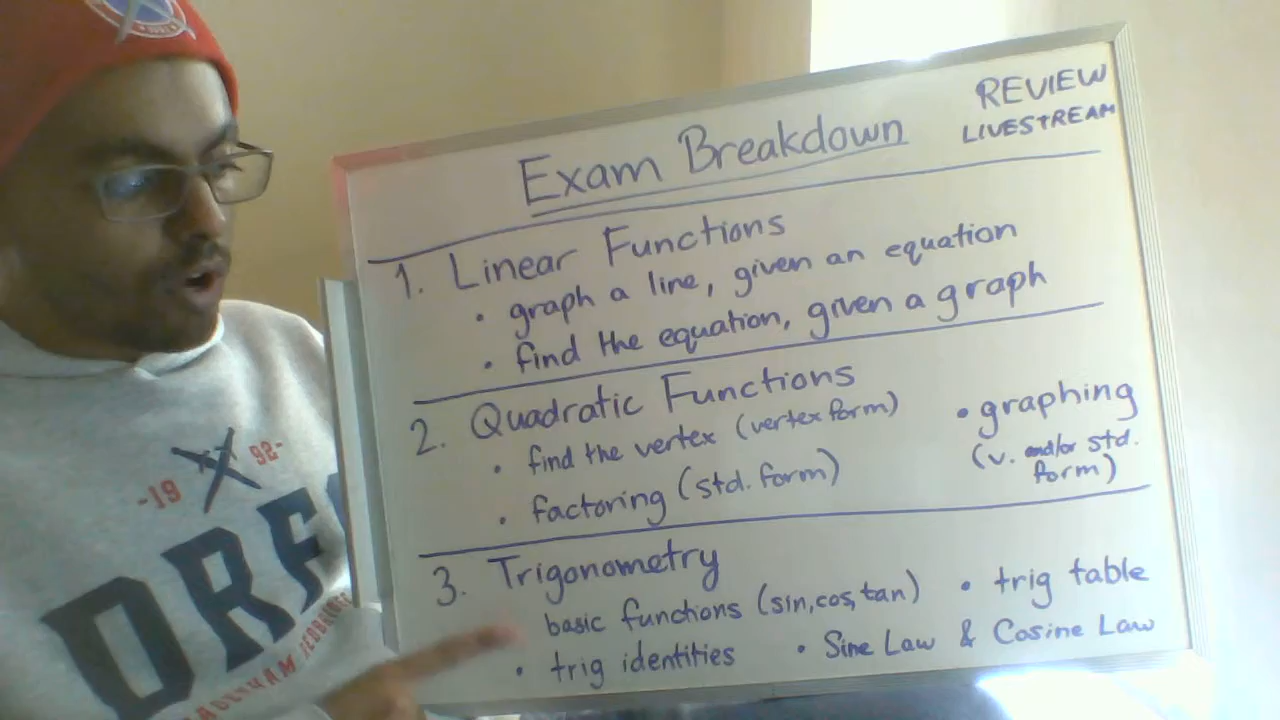 REVIEW
LIVESTREAM
Exam Breakdown
1. Linear Functions
• graph a line, given an equation
• find the equation, given a graph
2. Quadratic Functions
• find the vertex (vertex form)
• factoring (std. form)
• graphing
(v. and/or std.
form)
3. Trigonometry
basic functions (sin, cos, tan)
• trig table
• trig identities
• Sine Law & Cosine Law
-19 92-